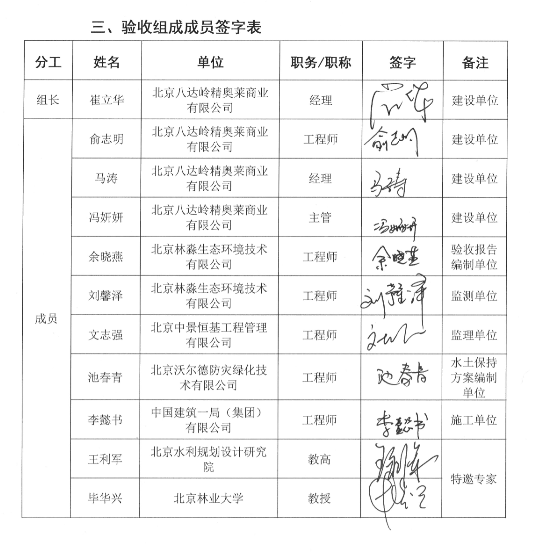 三、验收组成成员签字表
分工 姓名 单位 职务/职称 签字 备注
组长 崔立华 北京八达岭精奥莱商业 经理 建设单位
有限公司
成员 俞志明 北京八达岭精奥莱商业 工程师 俞志明 建设单位
有限公司
马涛 北京八达岭精奥莱商业 经理 马涛 建设单位
有限公司
冯妍妍 北京八达岭精奥莱商业 主管 冯妍妍 建设单位
有限公司
余晓燕 北京林淼生态环境技术 工程师 余晓燕 验收报告
有限公司 编制单位
刘馨泽 北京林淼生态环境技术 工程师 刘馨泽 监测单位
有限公司
文志强 北京中景恒基工程管理 工程师 监理单位
有限公司
池春青 北京沃尔德防灾绿化技 工程师 池春青 水土保持
术有限公司 方案编制
单位
李懿书 中国建筑一局（集团） 工程师 李懿书 施工单位
有限公司
王利军 北京水利规划设计研究 教高 特邀专家
院
毕华兴 北京林业大学 教授